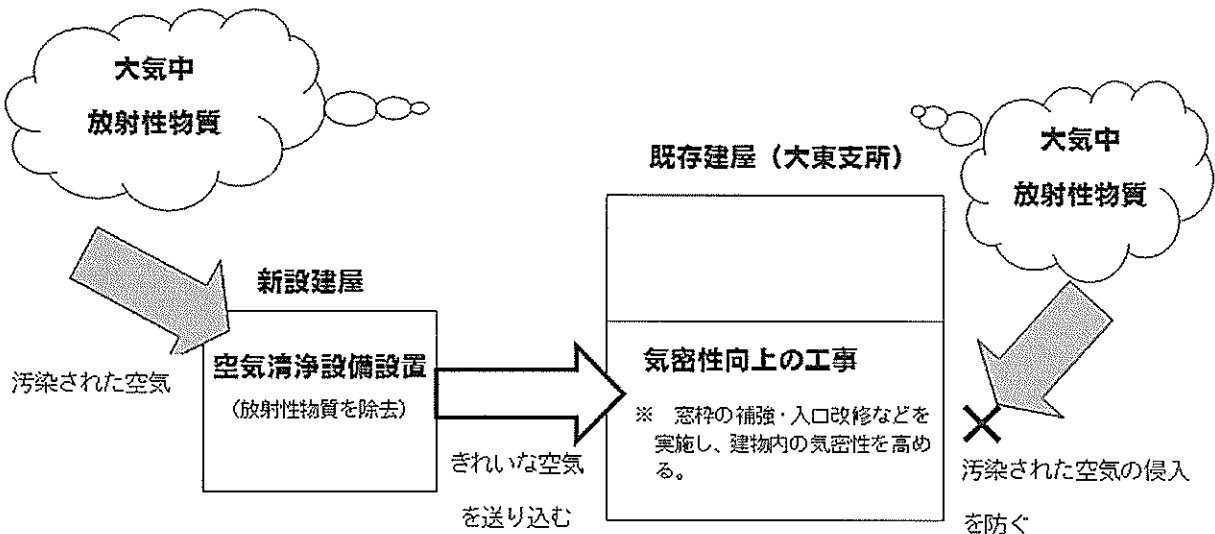 大気中
放射性物質
大気中
放射性物質
既存建屋（大東支所）
新設建屋
空気清浄設備設置
（放射性物質を除去）
汚染された空気
きれいな空気
を送り込む
気密性向上の工事
※　窓枠の補強・入口改修などを
実施し、建物内の気密性を高め
る。
汚染された空気の侵入
を防ぐ